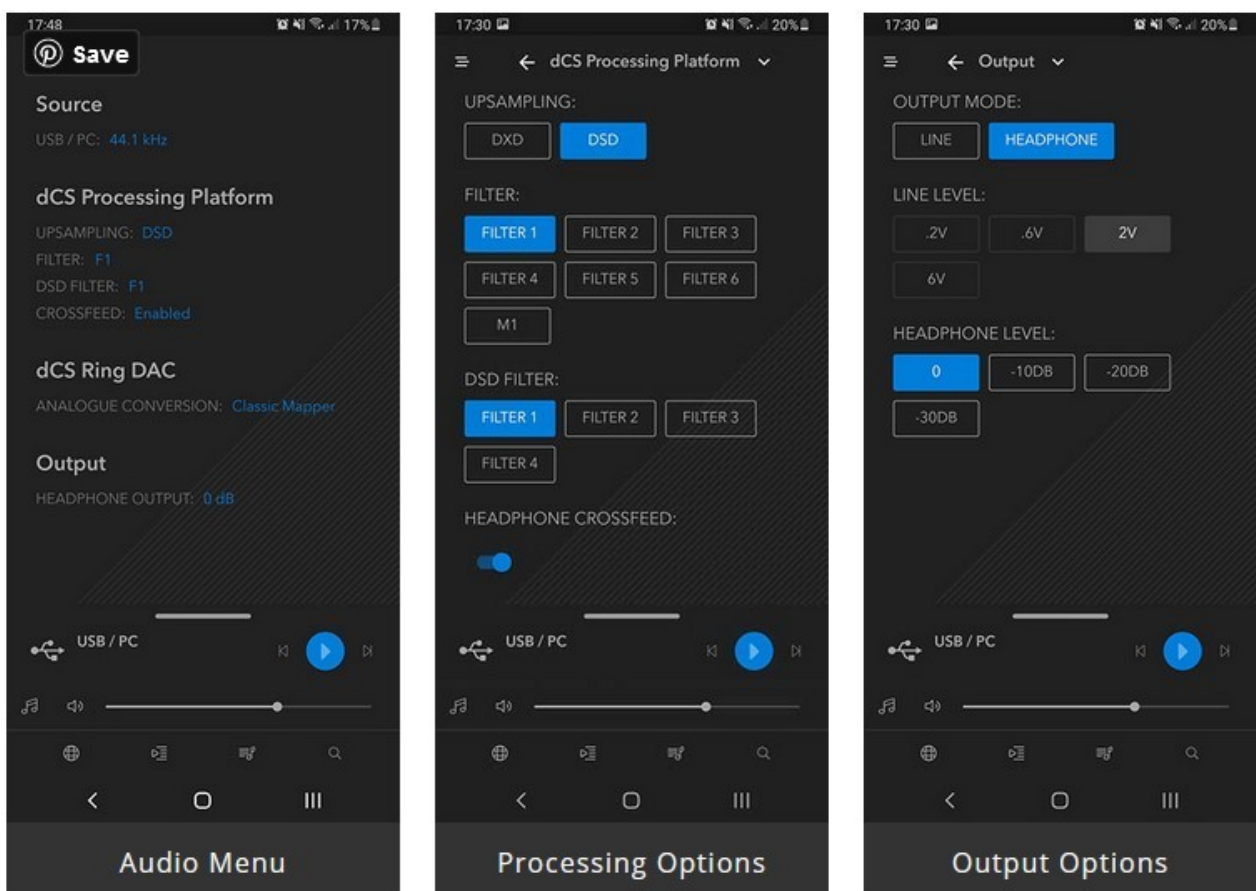 17:48 17%
Save
Source
USB / PC: 44.1 kHz
dCS Processing Platform
UPSAMPLING: DSD
FILTER: F1
DSD FILTER: F1
CROSSFEED: Enabled
dCS Ring DAC
ANALOGUE CONVERSION: Classic Mapper
Output
HEADPHONE OUTPUT: 0 dB
USB / PC
Audio Menu
17:30 20%
dCS Processing Platform
UPSAMPLING:
DXD DSD
FILTER:
FILTER 1 FILTER 2 FILTER 3
FILTER 4 FILTER 5 FILTER 6
M1
DSD FILTER:
FILTER 1 FILTER 2 FILTER 3
FILTER 4
HEADPHONE CROSSFEED:
USB / PC
Processing Options
17:30 20%
Output
OUTPUT MODE:
LINE HEADPHONE
LINE LEVEL:
.2V .6V 2V
6V
HEADPHONE LEVEL:
0 -10DB -20DB
-30DB
USB / PC
Output Options